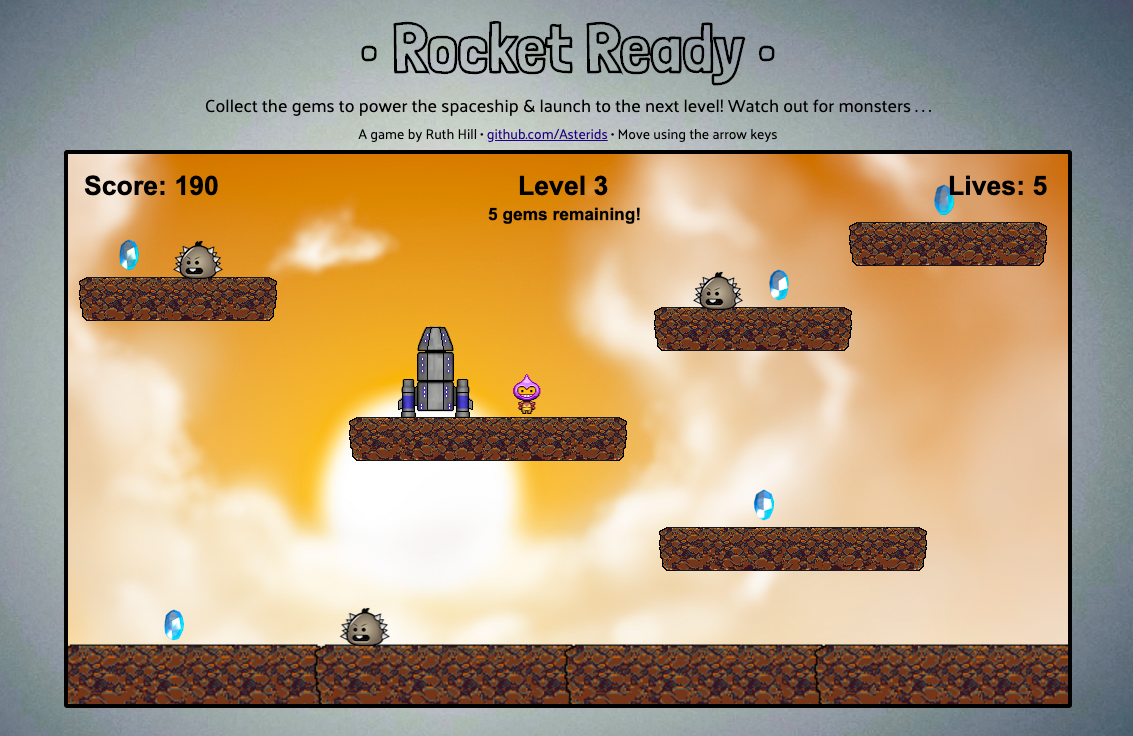 • Rocket Ready •
Collect the gems to power the spaceship & launch to the next level! Watch out for monsters . . .
A game by Ruth Hill • github.com/Asterids • Move using the arrow keys
Score: 190
Level 3
Lives: 5
5 gems remaining!